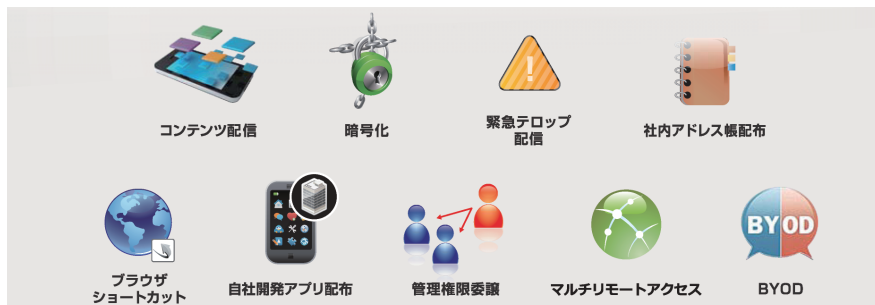 コンテンツ配信
暗号化
緊急テロップ
配信
社内アドレス帳配布
ブラウザ
ショートカット
自社開発アプリ配布
管理権限委譲
マルチリモートアクセス
BYOD
BYOD